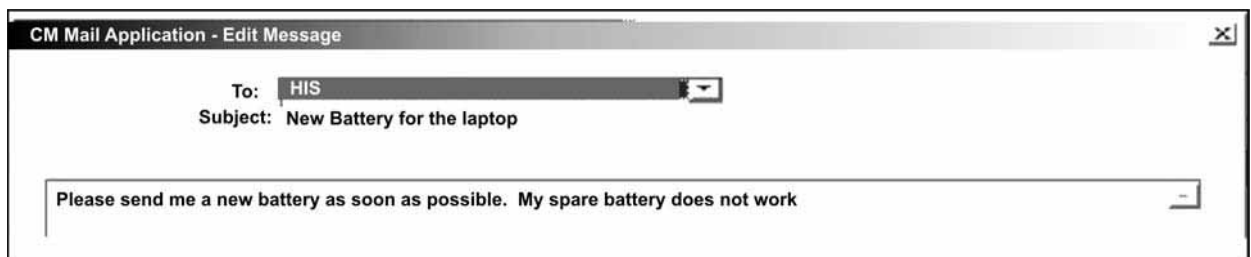 CM Mail Application - Edit Message
To: HIS
Subject: New Battery for the laptop
Please send me a new battery as soon as possible. My spare battery does not work